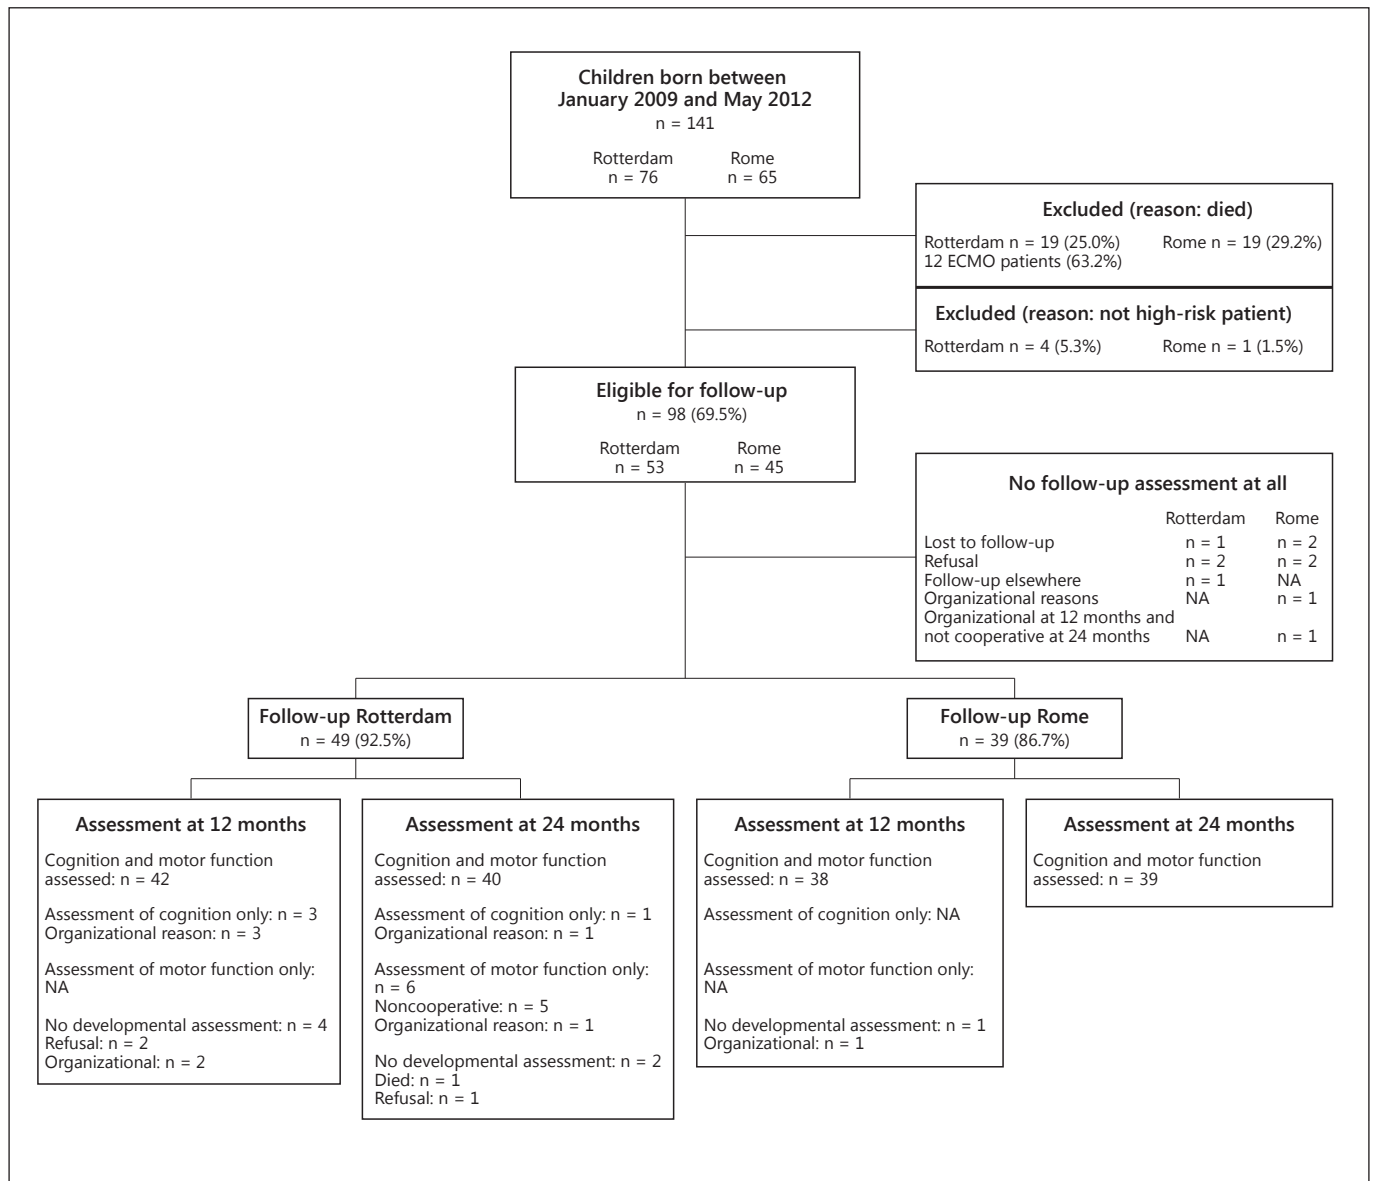 Children born between
January 2009 and May 2012
n = 141
Rotterdam Rome
n = 76 n = 65
Excluded (reason: died)
Rotterdam n = 19 (25.0%) Rome n = 19 (29.2%)
12 ECMO patients (63.2%)
Excluded (reason: not high-risk patient)
Rotterdam n = 4 (5.3%) Rome n = 1 (1.5%)
Eligible for follow-up
n = 98 (69.5%)
Rotterdam Rome
n = 53 n = 45
No follow-up assessment at all
Rotterdam Rome
Lost to follow-up n = 1 n = 2
Refusal n = 2 n = 2
Follow-up elsewhere n = 1 NA
Organizational reasons NA n = 1
Organizational at 12 months and
not cooperative at 24 months NA n = 1
Follow-up Rotterdam
n = 49 (92.5%)
Follow-up Rome
n = 39 (86.7%)
Assessment at 12 months
Cognition and motor function
assessed: n = 42
Assessment of cognition only: n = 3
Organizational reason: n = 3
Assessment of motor function only:
NA
No developmental assessment: n = 4
Refusal: n = 2
Organizational: n = 2
Assessment at 24 months
Cognition and motor function
assessed: n = 40
Assessment of cognition only: n = 1
Organizational reason: n = 1
Assessment of motor function only:
n = 6
Noncooperative: n = 5
Organizational reason: n = 1
No developmental assessment: n = 2
Died: n = 1
Refusal: n = 1
Assessment at 12 months
Cognition and motor function
assessed: n = 38
Assessment of cognition only: NA
Assessment of motor function only:
NA
No developmental assessment: n = 1
Organizational: n = 1
Assessment at 24 months
Cognition and motor function
assessed: n = 39